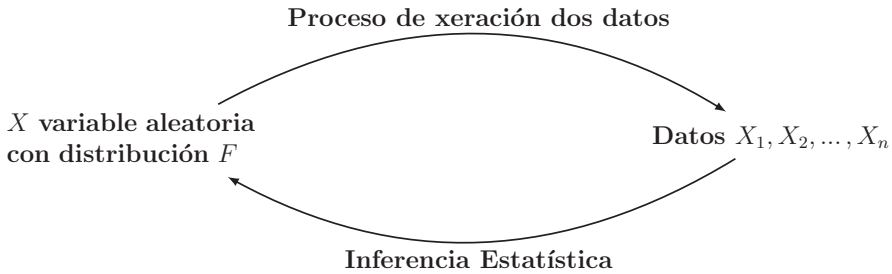 Proceso de xeración dos datos
X variable aleatoria
con distribución F
Datos X₁, X₂, ..., Xₙ
Inferencia Estatística